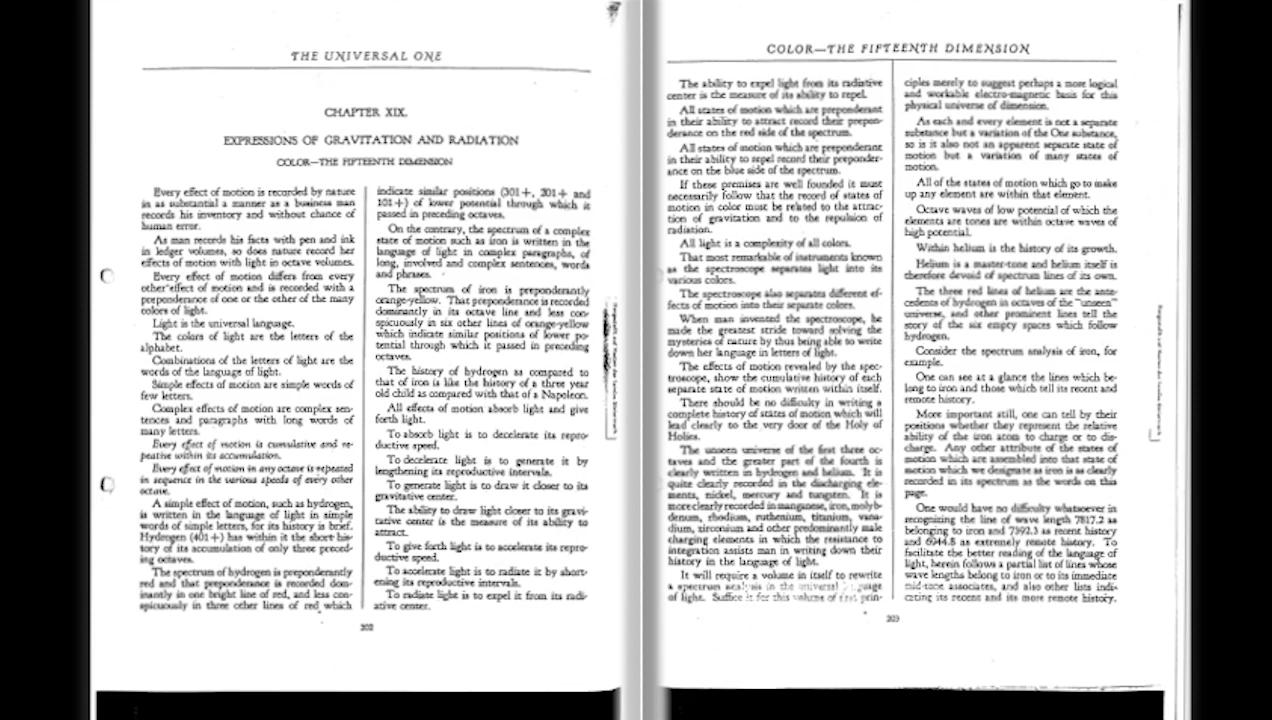 THE UNIVERSAL ONE
CHAPTER XIX.
EXPRESSIONS OF GRAVITATION AND RADIATION
COLOR—THE FIFTEENTH DIMENSION
Every effect of motion is recorded by nature
in as substantial a manner as a business man
records his inventory and without chance of
human error.
As man records his facts with pen and ink
in ledger volumes, so does nature record her
effects of motion with light in octave volumes.
Every effect of motion differs from every
other effect of motion and is recorded with a
preponderance of one or the other of the many
colors of light.
Light is the universal language.
The colors of light are the letters of the
alphabet.
Combinations of the letters of light are the
words of the language of light.
Simple effects of motion are simple words of
few letters.
Complex effects of motion are complex sen-
tences and paragraphs with long words of
many letters.
Every effect of motion is cumulative and re-
peative within its accumulation.
Every effect of motion in any octave is repeated
in sequence in the various speeds of every other
octave.
A simple effect of motion, such as hydrogen,
is written in the language of light in simple
words of simple letters, for its history is brief.
Hydrogen (401+) has within it the short his-
tory of its accumulation of only three preced-
ing octaves.
The spectrum of hydrogen is preponderantly
red and that preponderance is recorded dom-
inantly in one bright line of red, and less con-
spicuously in three other lines of red which
indicate similar positions (301+, 201+ and
101+) of lower potential through which it
passed in preceding octaves.
On the contrary, the spectrum of a complex
state of motion such as iron is written in the
language of light in complex paragraphs, of
long, involved and complex sentences, words
and phrases.
The spectrum of iron is preponderantly
orange-yellow. That preponderance is recorded
dominantly in its octave line and less con-
spicuously in six other lines of orange-yellow
which indicate similar positions of lower po-
tential through which it passed in preceding
octaves.
The history of hydrogen as compared to
that of iron is like the history of a three year
old child as compared with that of a Napoleon.
All effects of motion absorb light and give
forth light.
To absorb light is to decelerate its repro-
ductive speed.
To decelerate light is to generate it by
lengthening its reproductive intervals.
To generate light is to draw it closer to its
gravitative center.
The ability to draw light closer to its gravi-
tative center is the measure of its ability to
attract.
To give forth light is to accelerate its repro-
ductive speed.
To accelerate light is to radiate it by short-
ening its reproductive intervals.
To radiate light is to expel it from its radi-
ative center.
202
COLOR—THE FIFTEENTH DIMENSION
The ability to expel light from its radiative
center is the measure of its ability to repel.
All states of motion which are preponderant
in their ability to attract record their prepon-
derance on the red side of the spectrum.
All states of motion which are preponderant
in their ability to repel record their preponder-
ance on the blue side of the spectrum.
If these premises are well founded it must
necessarily follow that the record of states of
motion in color must be related to the attrac-
tion of gravitation and to the repulsion of
radiation.
All light is a complexity of all colors.
That most remarkable of instruments known
as the spectroscope separates light into its
various colors.
The spectroscope also separates different ef-
fects of motion into their separate colors.
When man invented the spectroscope, he
made the greatest stride toward solving the
mysteries of nature by thus being able to write
down her language in letters of light.
The effects of motion revealed by the spec-
troscope, show the cumulative history of each
separate state of motion written within itself.
There should be no difficulty in writing a
complete history of states of motion which will
lead clearly to the very door of the Holy of
Holies.
The unseen universe of the first three oc-
taves and the greater part of the fourth is
clearly written in hydrogen and helium. It is
quite clearly recorded in the discharging ele-
ments, nickel, mercury and tungsten. It is
more clearly recorded in manganese, iron, molyb-
denum, rhodium, ruthenium, titanium, vana-
dium, zirconium and other predominantly male
charging elements in which the resistance to
integration assists man in writing down their
history in the language of light.
It will require a volume in itself to rewrite
a spectrum analysis in the universal language
of light. Suffice it for this volume of first prin-
ciples merely to suggest perhaps a more logical
and workable electro-magnetic basis for this
physical universe of dimension.
As each and every element is not a separate
substance but a variation of the One substance,
so is it also not an apparent separate state of
motion but a variation of many states of
motion.
All of the states of motion which go to make
up any element are within that element.
Octave waves of low potential of which the
elements are tones are within octave waves of
high potential.
Within helium is the history of its growth.
Helium is a master-tone and helium itself is
therefore devoid of spectrum lines of its own.
The three red lines of helium are the ante-
cedents of hydrogen in octaves of the "unseen"
universe, and other prominent lines tell the
story of the six empty spaces which follow
hydrogen.
Consider the spectrum analysis of iron, for
example.
One can see at a glance the lines which be-
long to iron and those which tell its recent and
remote history.
More important still, one can tell by their
positions whether they represent the relative
ability of the iron atom to charge or to dis-
charge. Any other attribute of the states of
motion which are assembled into that state of
motion which we designate as iron is as clearly
recorded in its spectrum as the words on this
page.
One would have no difficulty whatsoever in
recognizing the line of wave length 7817.2 as
belonging to iron and 7392.3 as recent history
and 6944.8 as extremely remote history. To
facilitate the better reading of the language of
light, herein follows a partial list of lines whose
wave lengths belong to iron or to its immediate
mid-tone associates, and also other lists indi-
cating its recent and its more remote history.
203